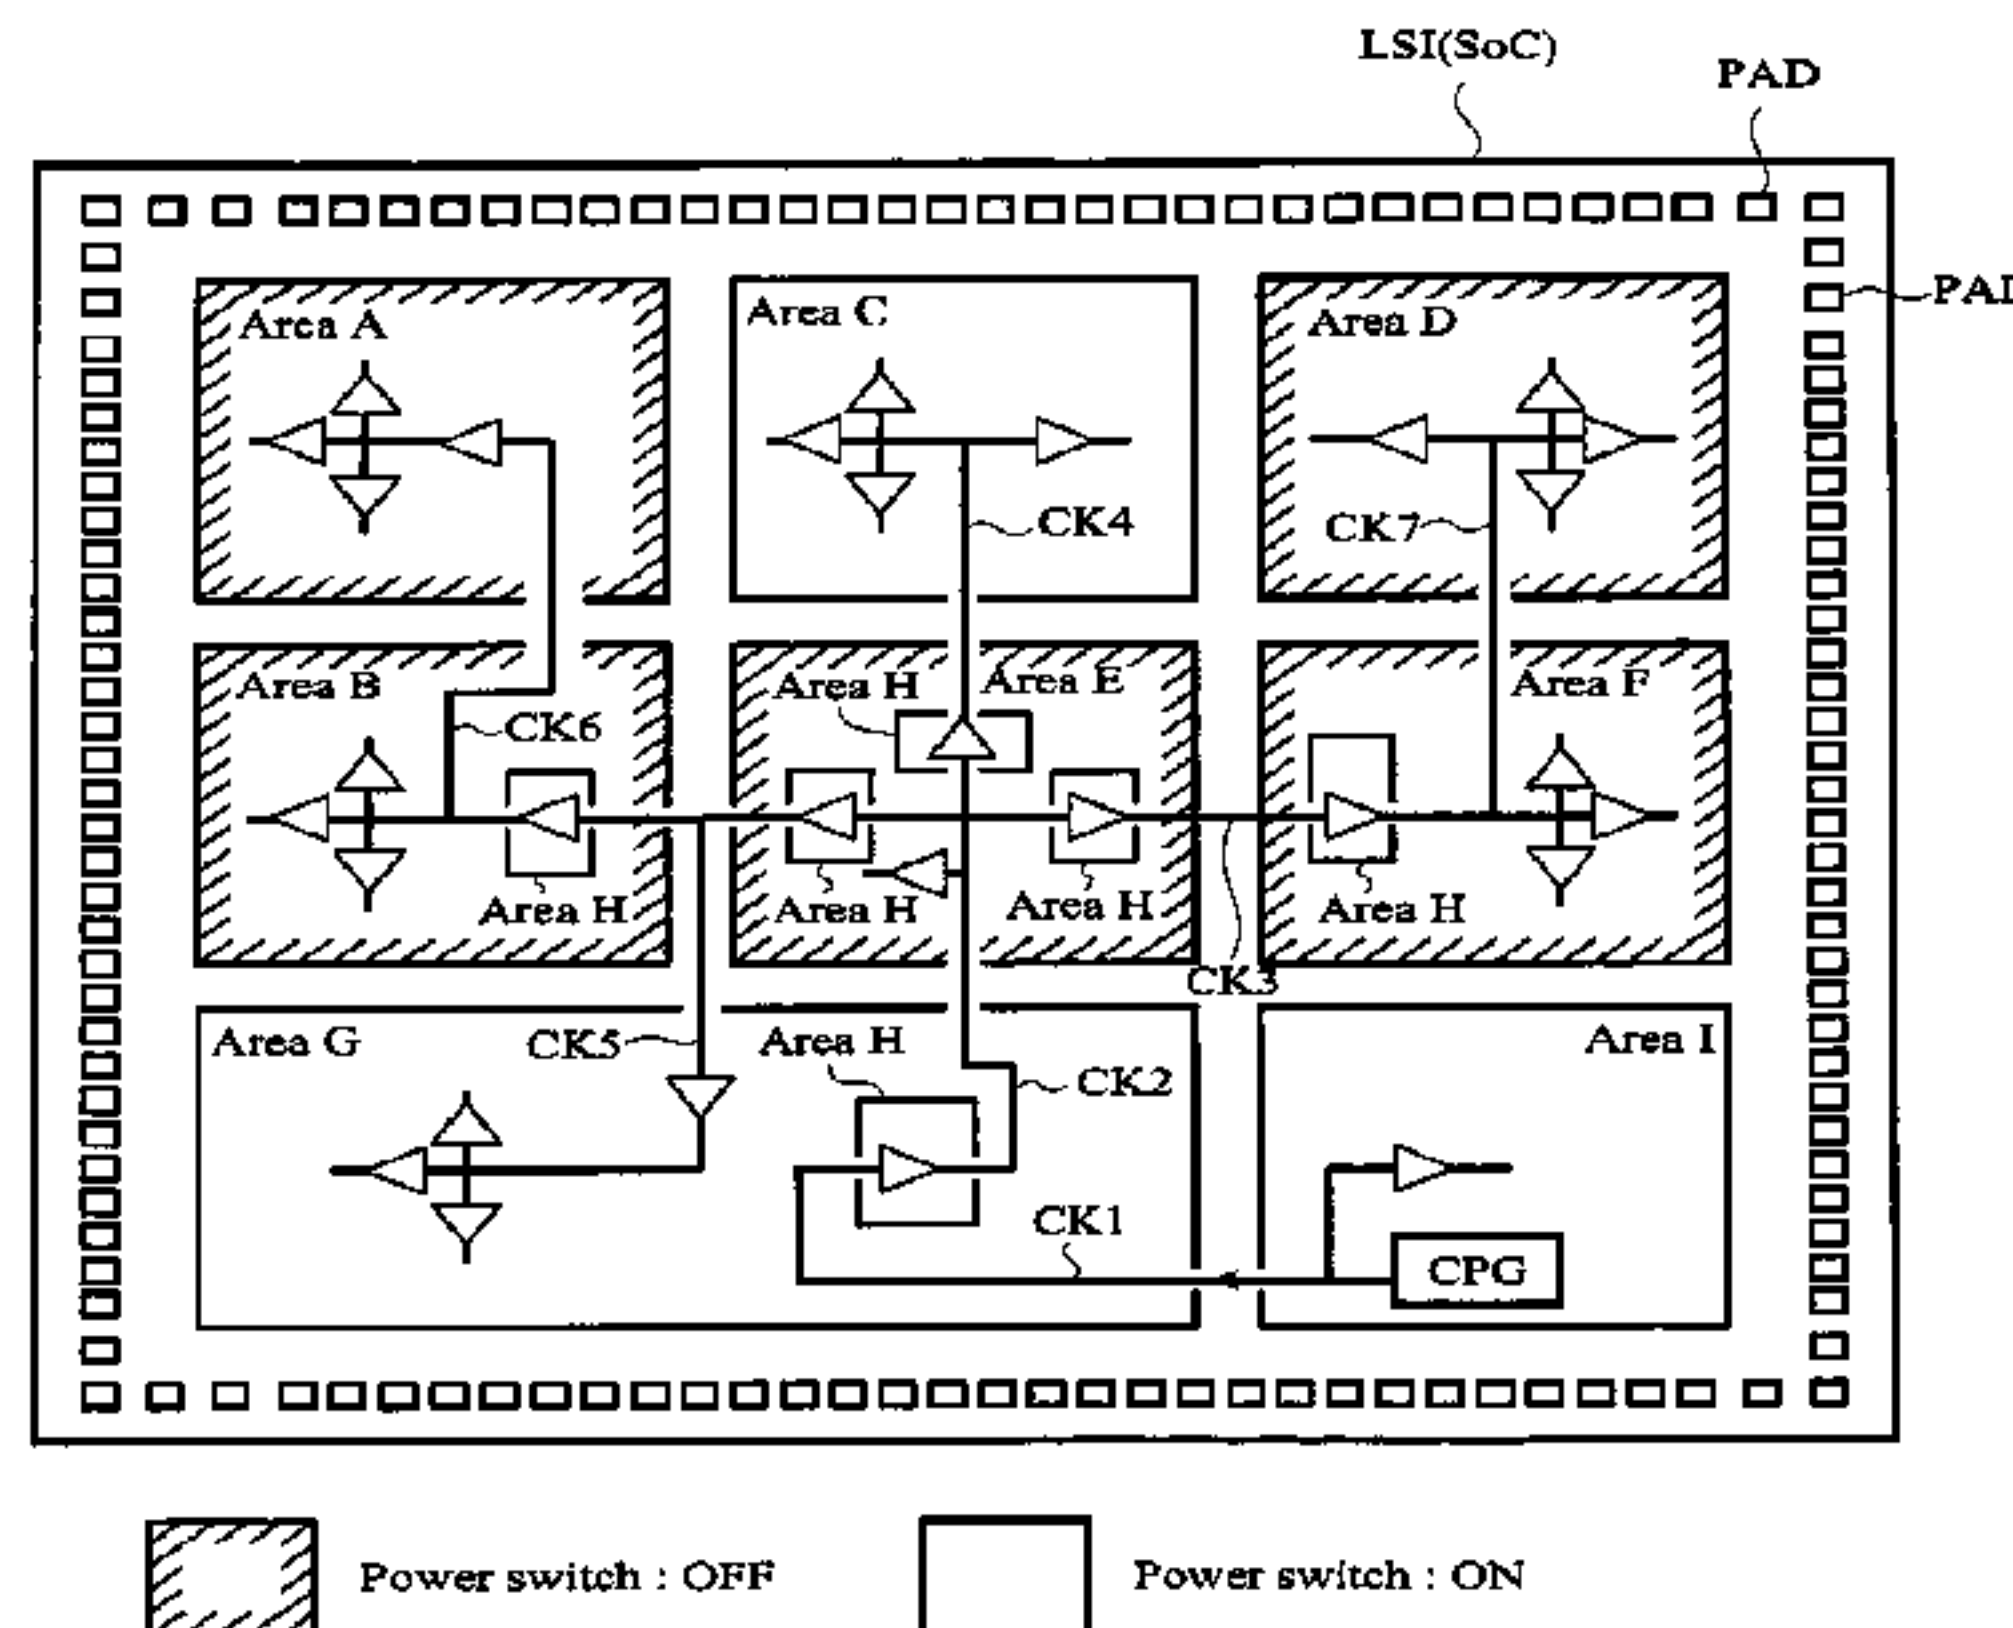 LSI(SoC)
PAD
PAD
Area A
Area C
Area D
CK4
CK7
Area B
Area H
Area E
Area F
CK6
Area H
Area H
Area H
Area H
CK3
Area G
CK5
Area H
Area I
CK2
CK1
CPG
Power switch : OFF
Power switch : ON